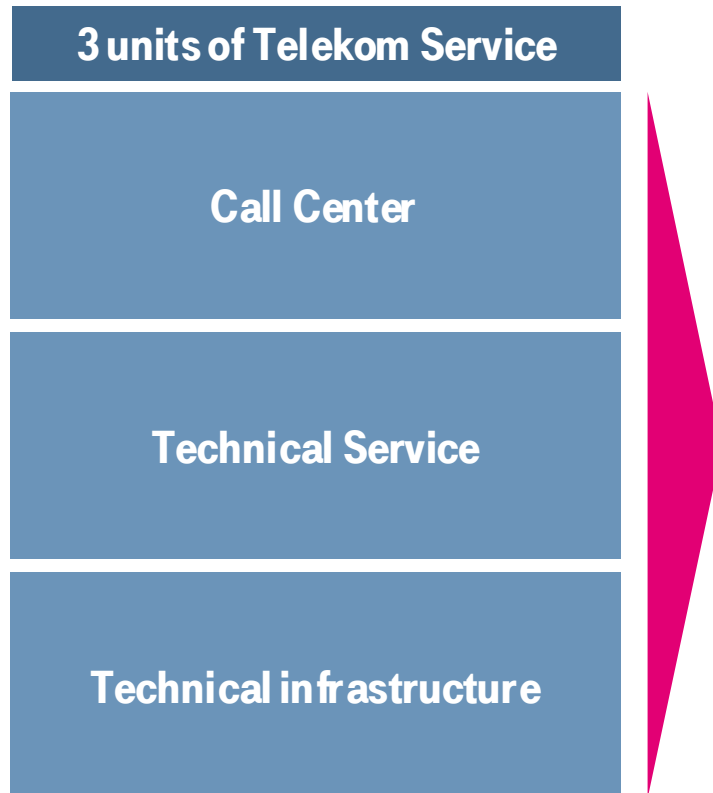 3 units of Telekom Service
Call Center
Technical Service
Technical infrastructure